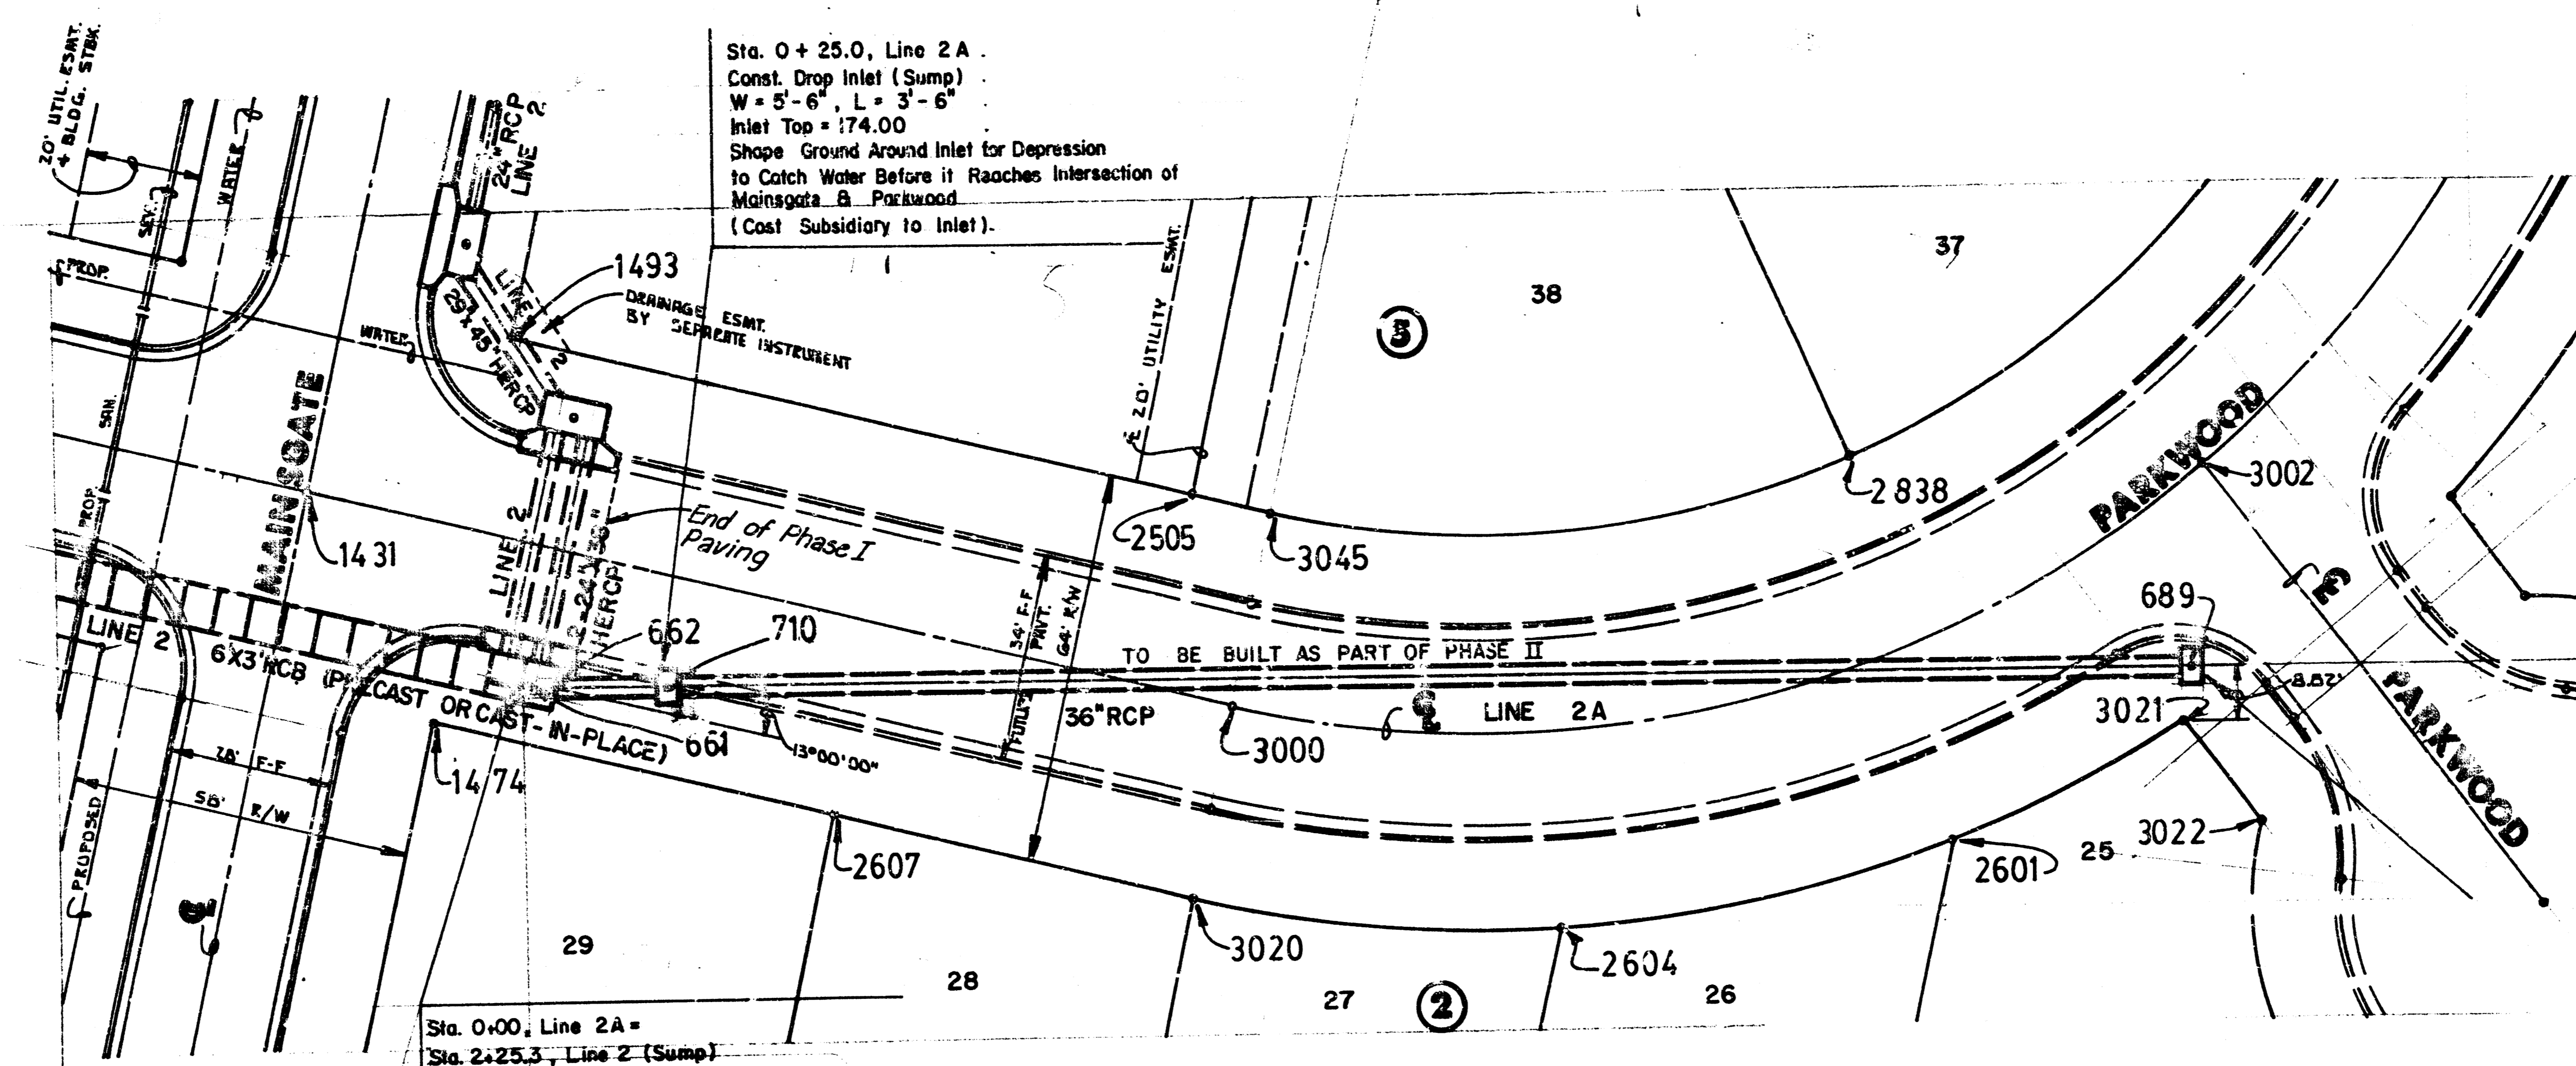 20' UTIL. ESMT.
+ BLDG. STBK.
Sta. 0 + 25.0, Line 2A.
Const. Drop Inlet (Sump)
W = 5'-6", L = 3'-6"
Inlet Top = 174.00
Shape Ground Around Inlet for Depression
to Catch Water Before it Reaches Intersection of
Mainsgate & Parkwood
(Cost Subsidiary to Inlet).
WATER
24" RCP
LINE 2
PROP.
WATER
1493
LINE 2
29 x 45" HERCP
DRAINAGE ESMT.
BY SEPARATE INSTRUMENT
20' UTILITY ESMT.
37
38
5
SAN.
PROP.
MAINSGATE
1431
LINE 2
End of Phase I
Paving
HERCP
2505
3045
2838
PARKWOOD
3002
℄
689
LINE 2
6X3' RCB (PRECAST OR CAST-IN-PLACE)
662
710
661
13°00'00"
34' F-F
PAVT.
64' R/W
TO BE BUILT AS PART OF PHASE II
36" RCP
℄
LINE 2A
3000
8.82'
3021
PARKWOOD
28' F-F
58' R/W
PROPOSED
℄
1474
2607
3020
2604
2601
3022
25
29
28
27
2
26
Sta. 0+00, Line 2A =
Sta. 2+25.3, Line 2 (Sump)